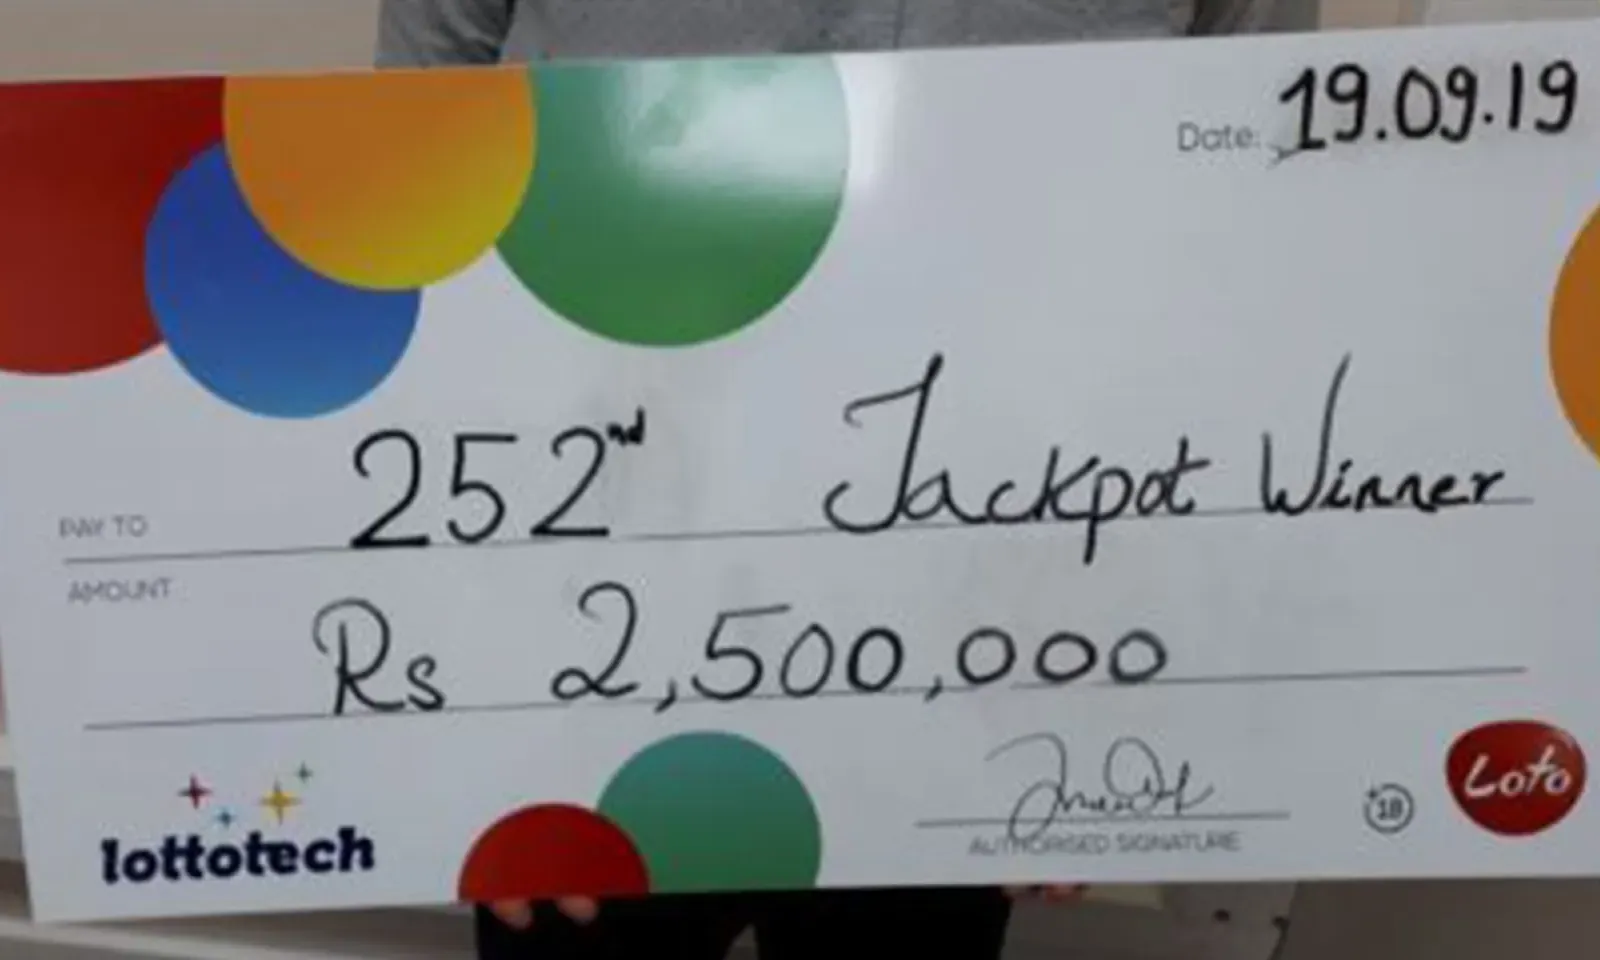 Date: 19.09.19
PAY TO 252nd Jackpot Winner
AMOUNT
Rs 2,500,000
lottotech
AUTHORISED SIGNATURE
18
Loto